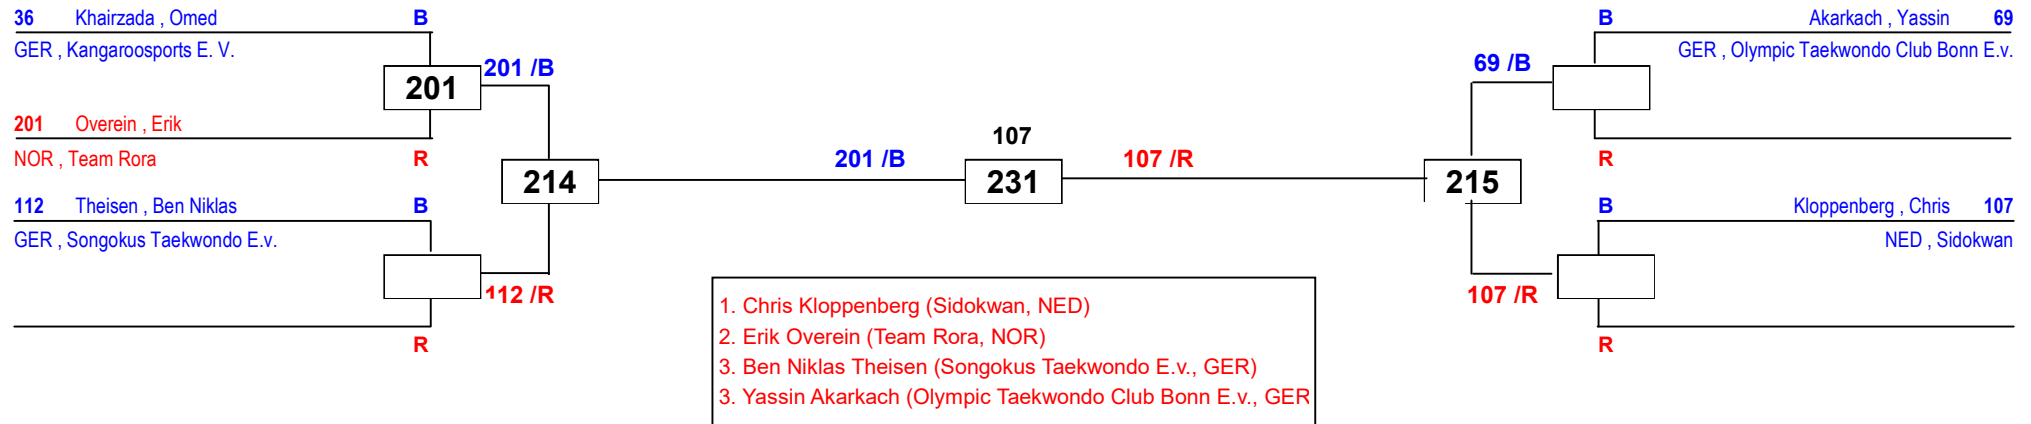 36 Khairzada , Omed B
GER , Kangaroosports E. V.
201 /B
201
201 Overein , Erik
NOR , Team Rora R
112 Theisen , Ben Niklas B
GER , Songokus Taekwondo E.v.
112 /R
R
214
201 /B
107
231
107 /R
215
B Akarkach , Yassin 69
GER , Olympic Taekwondo Club Bonn E.v.
69 /B
R
B Kloppenberg , Chris 107
NED , Sidokwan
107 /R
R
1. Chris Kloppenberg (Sidokwan, NED)
2. Erik Overein (Team Rora, NOR)
3. Ben Niklas Theisen (Songokus Taekwondo E.v., GER)
3. Yassin Akarkach (Olympic Taekwondo Club Bonn E.v., GER